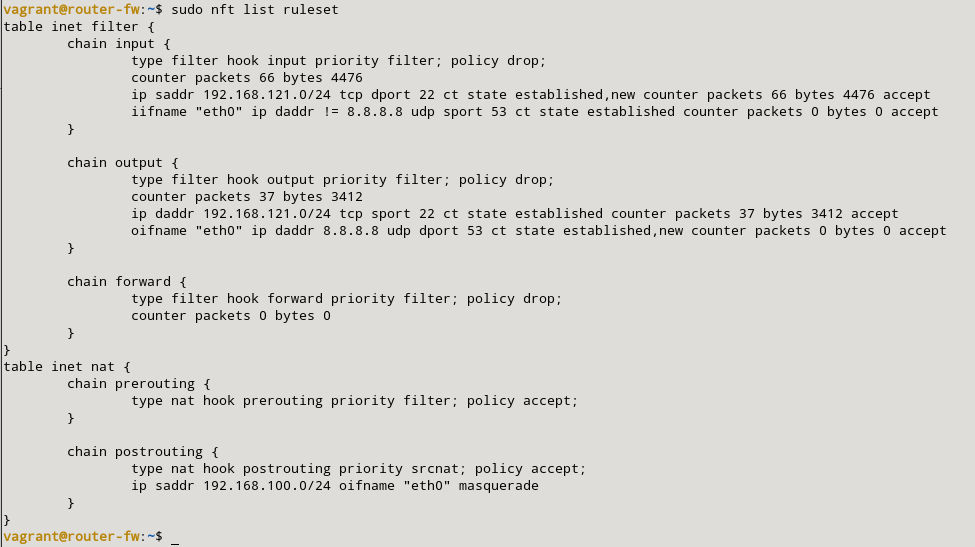 vagrant@router-fw:~$ sudo nft list ruleset
table inet filter {
        chain input {
                type filter hook input priority filter; policy drop;
                counter packets 66 bytes 4476
                ip saddr 192.168.121.0/24 tcp dport 22 ct state established,new counter packets 66 bytes 4476 accept
                iifname "eth0" ip daddr != 8.8.8.8 udp sport 53 ct state established counter packets 0 bytes 0 accept
        }

        chain output {
                type filter hook output priority filter; policy drop;
                counter packets 37 bytes 3412
                ip daddr 192.168.121.0/24 tcp sport 22 ct state established counter packets 37 bytes 3412 accept
                oifname "eth0" ip daddr 8.8.8.8 udp dport 53 ct state established,new counter packets 0 bytes 0 accept
        }

        chain forward {
                type filter hook forward priority filter; policy drop;
                counter packets 0 bytes 0
        }
}
table inet nat {
        chain prerouting {
                type nat hook prerouting priority filter; policy accept;
        }

        chain postrouting {
                type nat hook postrouting priority srcnat; policy accept;
                ip saddr 192.168.100.0/24 oifname "eth0" masquerade
        }
}
vagrant@router-fw:~$ _